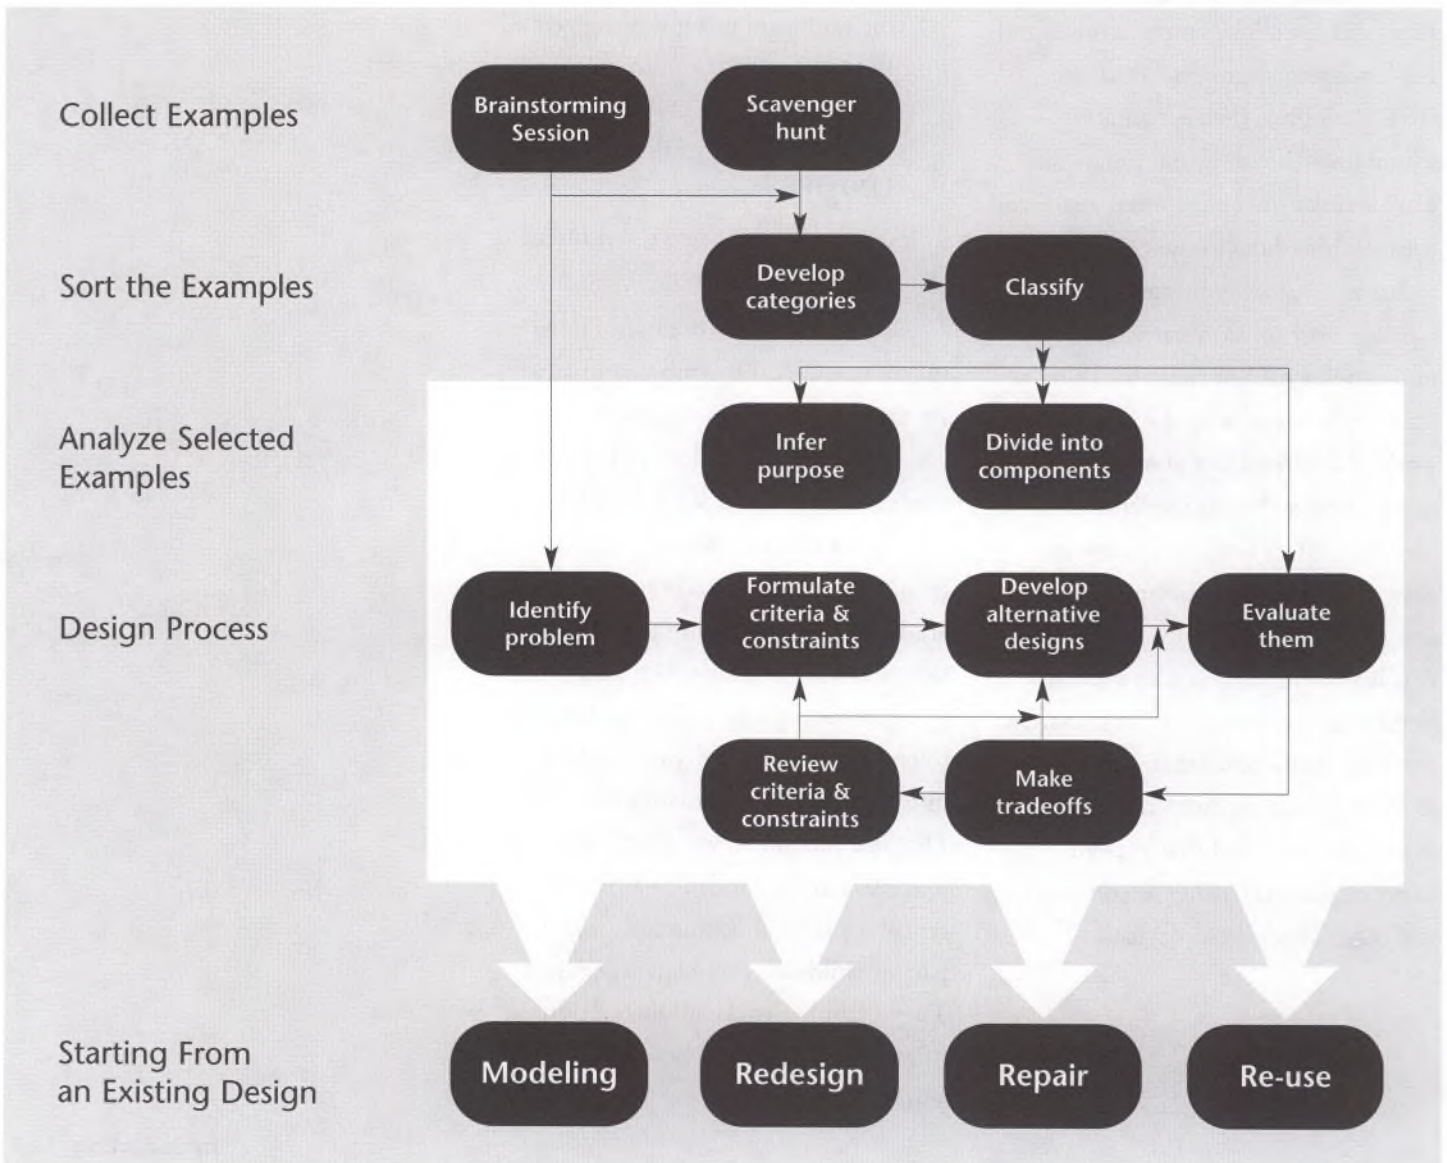 Collect Examples
Brainstorming
Session
Scavenger
hunt
Sort the Examples
Develop
categories
Classify
Analyze Selected
Examples
Infer
purpose
Divide into
components
Design Process
Identify
problem
Formulate
criteria &
constraints
Develop
alternative
designs
Evaluate
them
Review
criteria &
constraints
Make
tradeoffs
Starting From
an Existing Design
Modeling
Redesign
Repair
Re-use